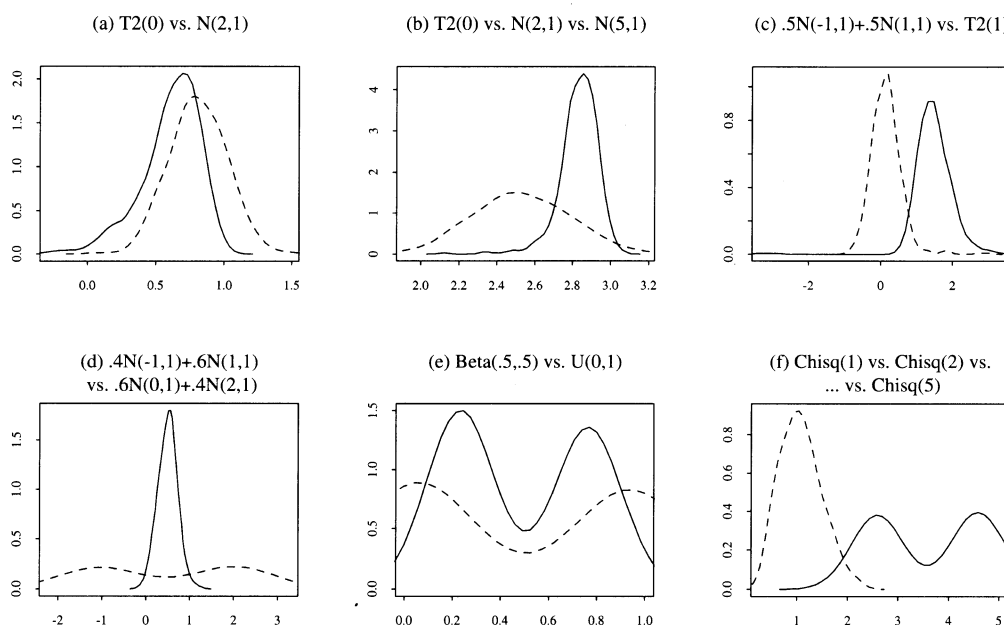 (a) T2(0) vs. N(2,1)
(b) T2(0) vs. N(2,1) vs. N(5,1)
(c) .5N(-1,1)+.5N(1,1) vs. T2(1)
0.0 0.5 1.0 1.5 2.0
0.0 0.5 1.0 1.5
0 1 2 3 4
2.0 2.2 2.4 2.6 2.8 3.0 3.2
0.0 0.4 0.8
0 2
(d) .4N(-1,1)+.6N(1,1)
vs. .6N(0,1)+.4N(2,1)
(e) Beta(.5,.5) vs. U(0,1)
(f) Chisq(1) vs. Chisq(2) vs.
... vs. Chisq(5)
0.0 0.5 1.0 1.5
-2 -1 0 1 2 3
0.0 0.5 1.0 1.5
0.0 0.2 0.4 0.6 0.8 1.0
0.0 0.2 0.4 0.6 0.8
1 2 3 4 5